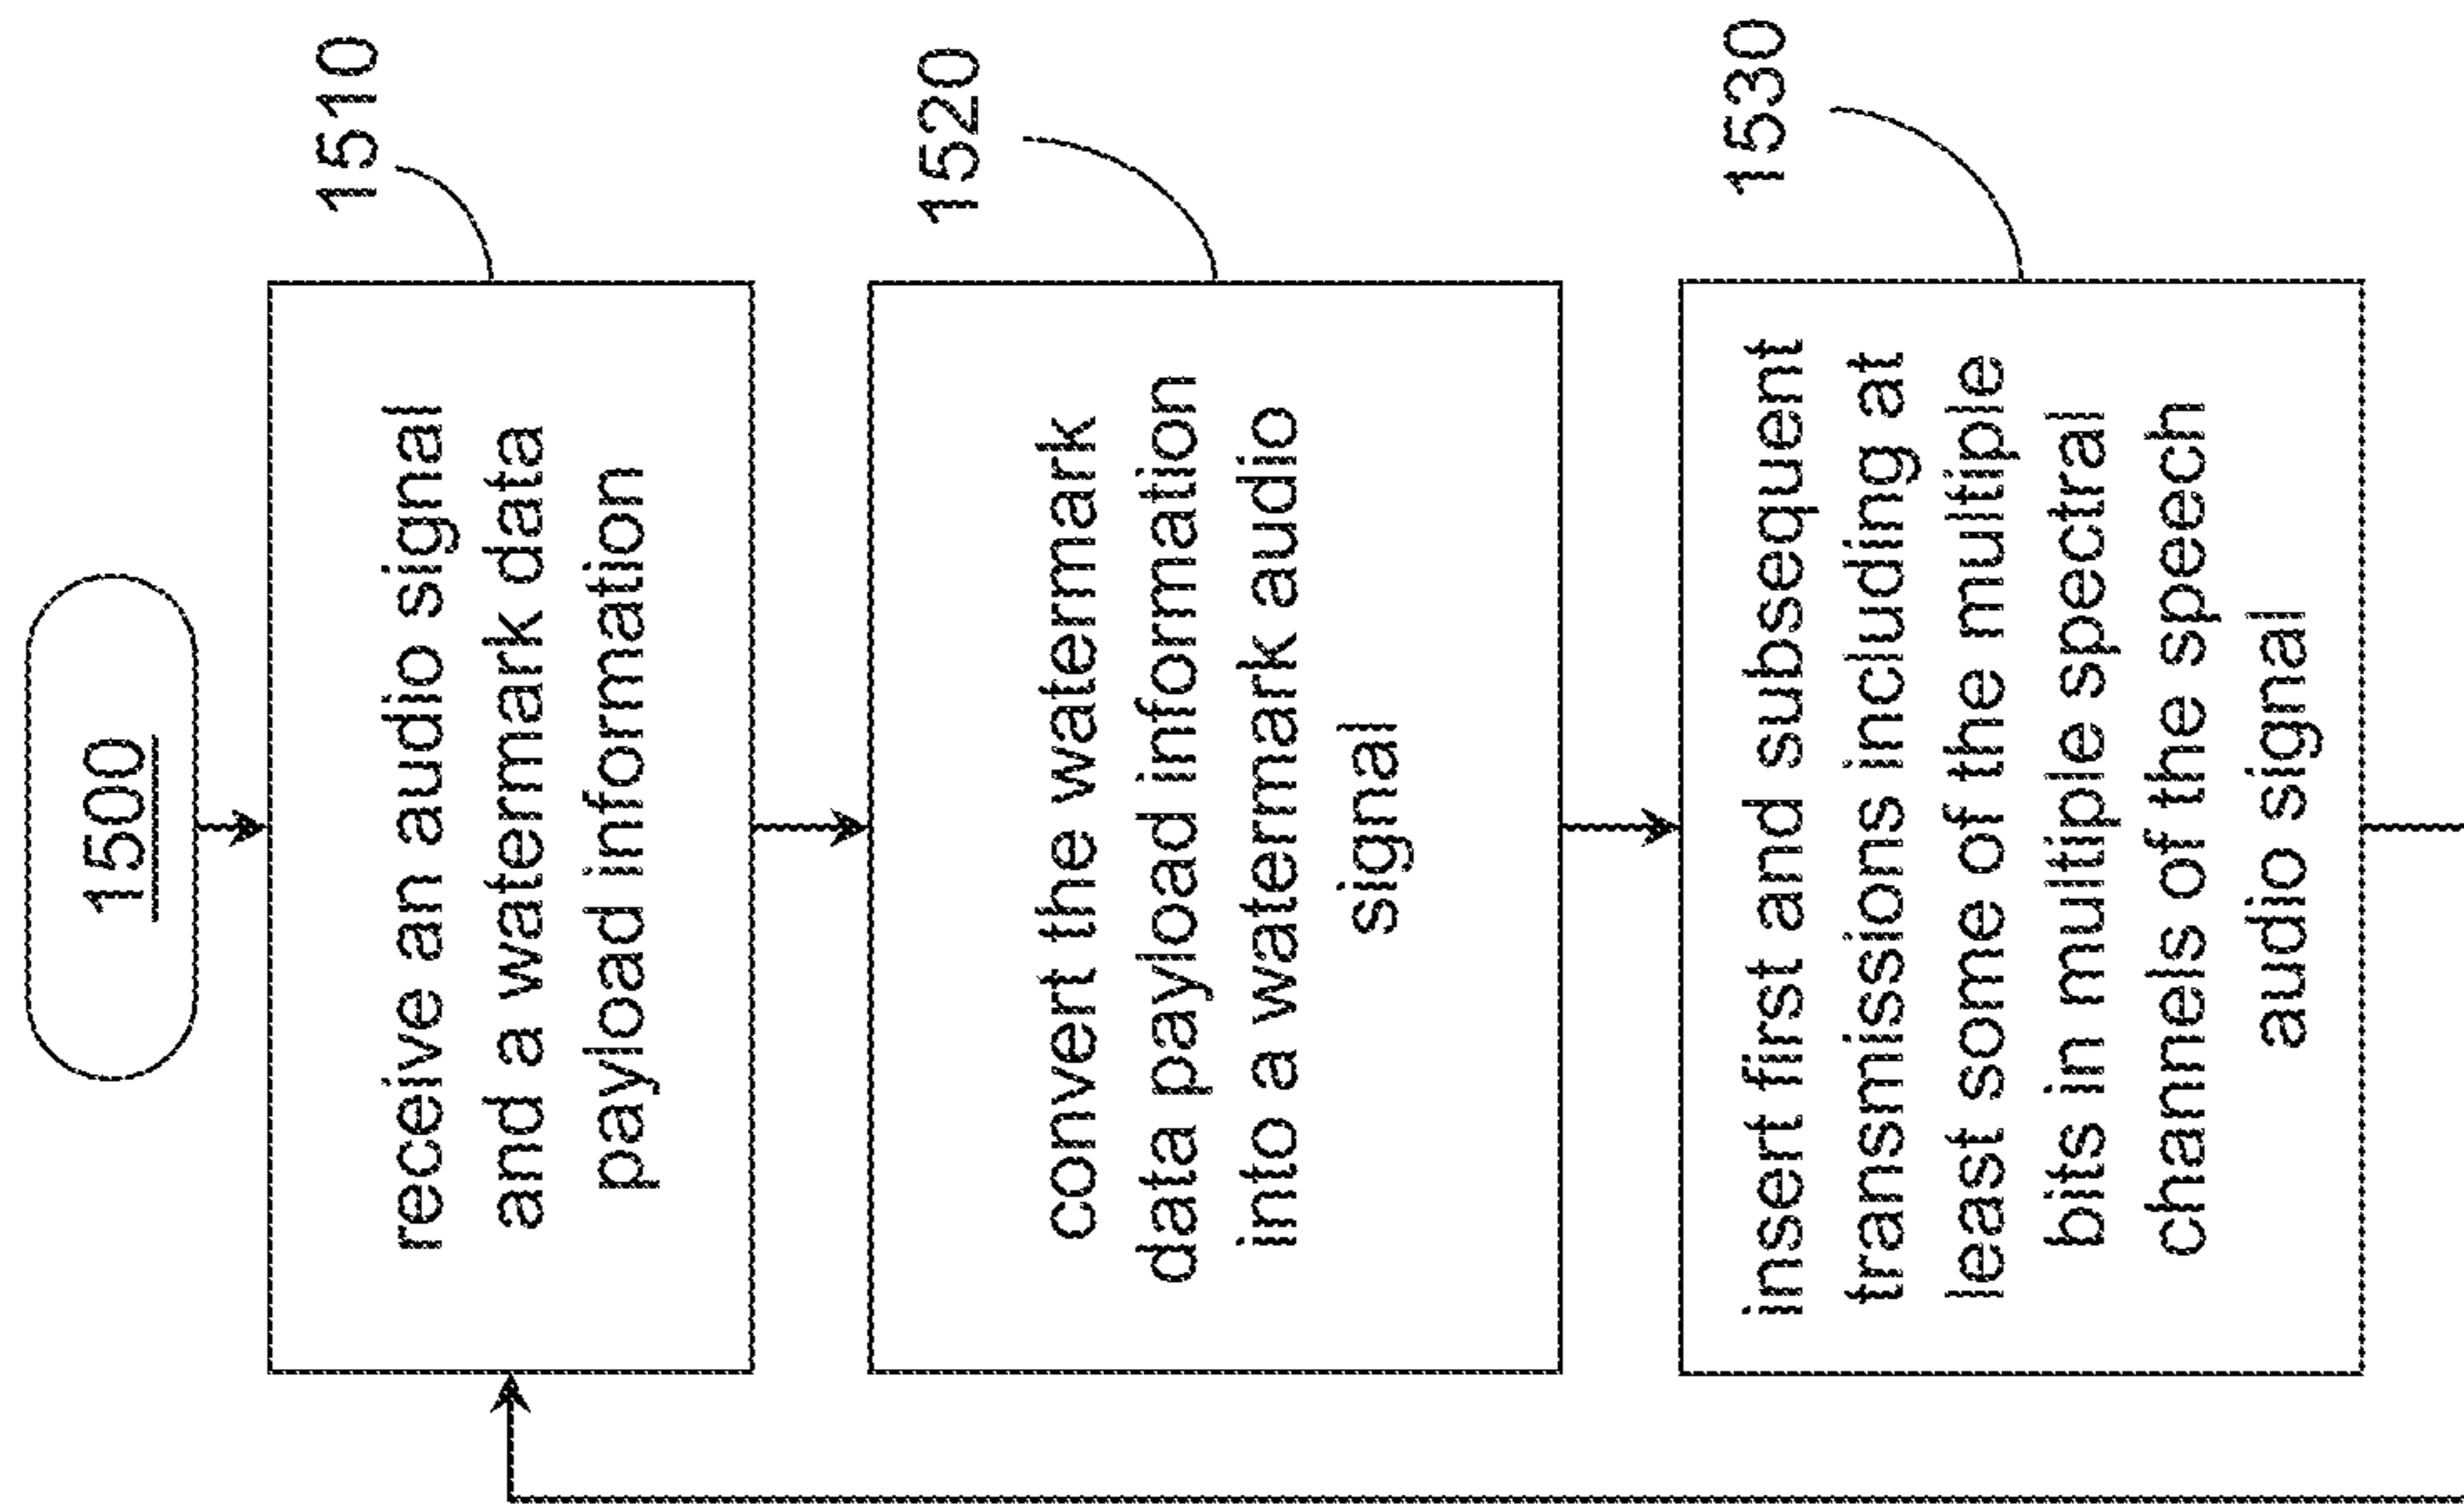 1500
receive an audio signal
and a watermark data
payload information
1510
convert the watermark
data payload information
into a watermark audio
signal
1520
insert first and subsequent
transmissions including at
least some of the multiple
bits in multiple spectral
channels of the speech
audio signal
1530